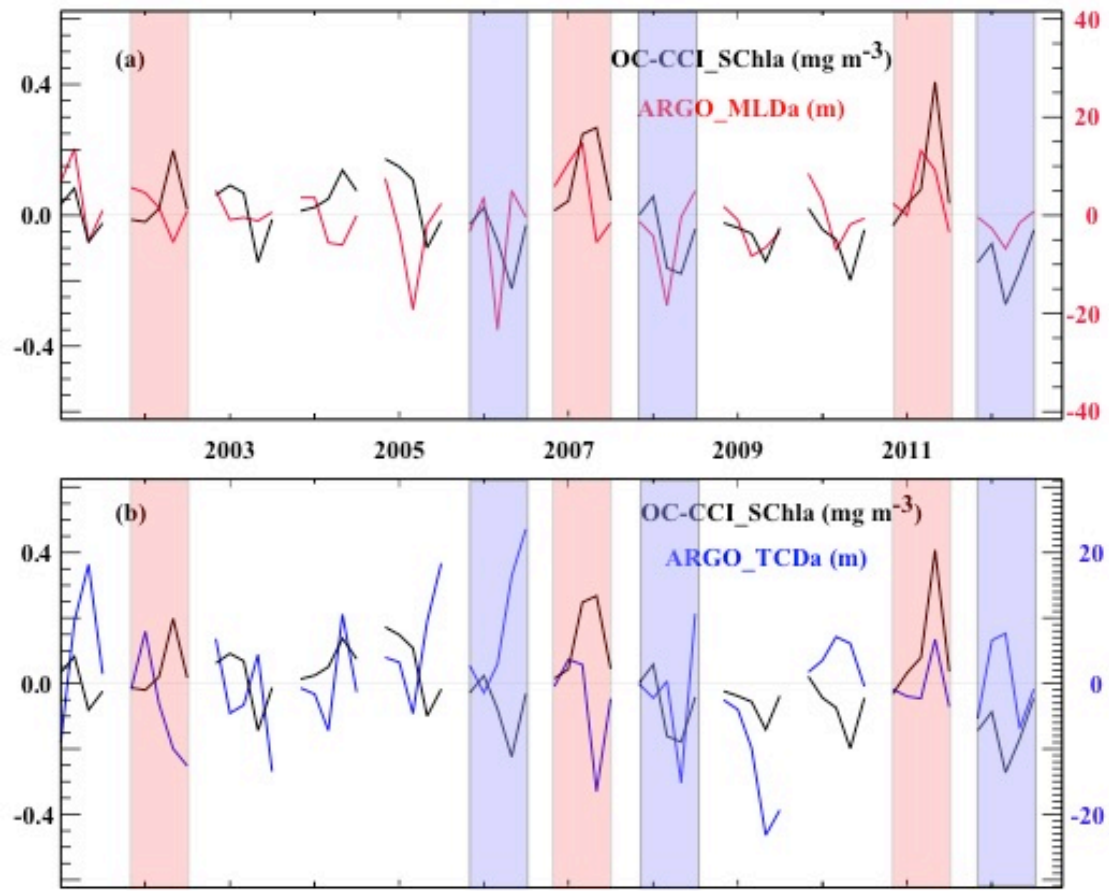 40
(a) OC-CCI_SChla (mg m-3)
0.4
ARGO_MLDa (m) 20
0.0 0
-0.4 -20
-40
2003 2005 2007 2009 2011
(b) OC-CCI_SChla (mg m-3)
0.4 ARGO_TCDa (m) 20
0.0 0
-0.4 -20